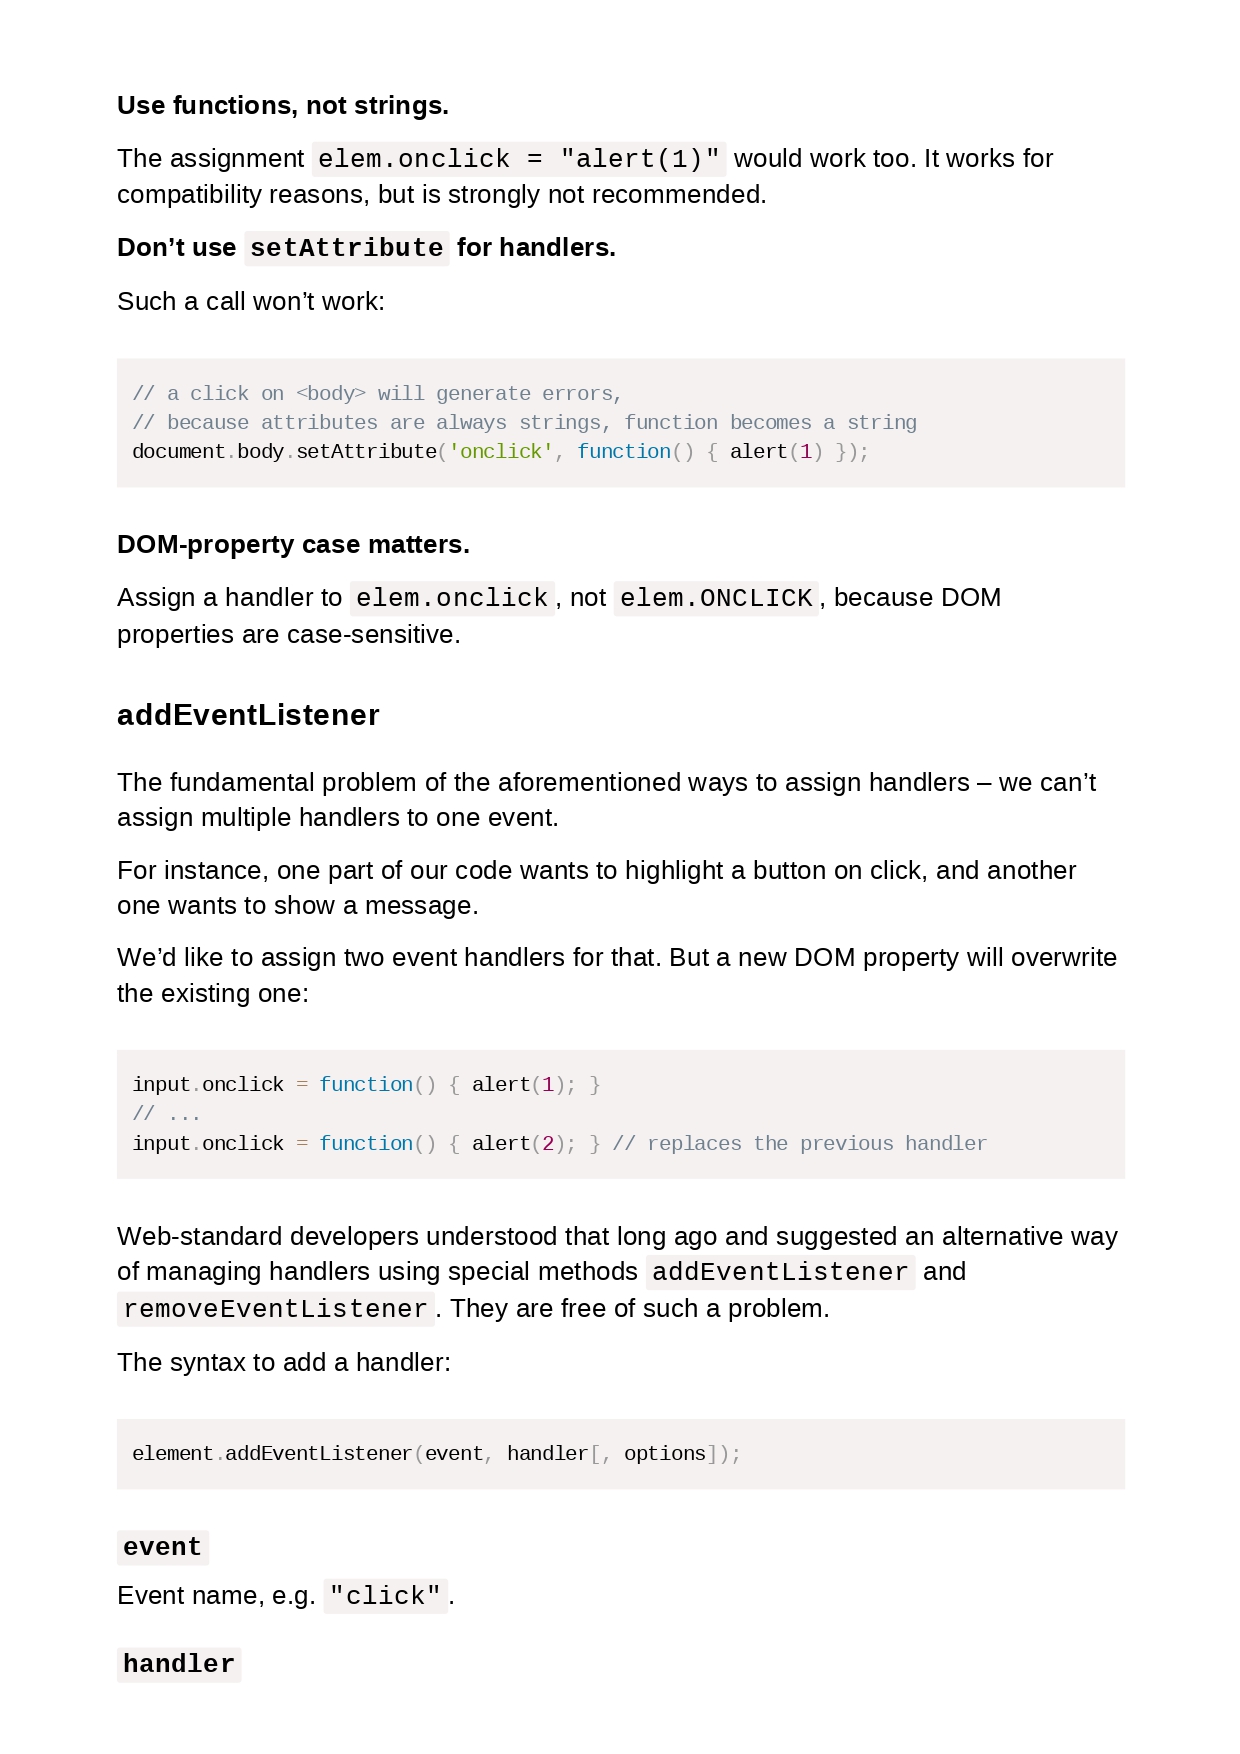 Use functions, not strings.
The assignment elem.onclick = "alert(1)" would work too. It works for
compatibility reasons, but is strongly not recommended.
Don’t use setAttribute for handlers.
Such a call won’t work:
// a click on <body> will generate errors,
// because attributes are always strings, function becomes a string
document.body.setAttribute('onclick', function() { alert(1) });
DOM-property case matters.
Assign a handler to elem.onclick, not elem.ONCLICK, because DOM
properties are case-sensitive.
addEventListener
The fundamental problem of the aforementioned ways to assign handlers – we can’t
assign multiple handlers to one event.
For instance, one part of our code wants to highlight a button on click, and another
one wants to show a message.
We’d like to assign two event handlers for that. But a new DOM property will overwrite
the existing one:
input.onclick = function() { alert(1); }
// ...
input.onclick = function() { alert(2); } // replaces the previous handler
Web-standard developers understood that long ago and suggested an alternative way
of managing handlers using special methods addEventListener and
removeEventListener. They are free of such a problem.
The syntax to add a handler:
element.addEventListener(event, handler[, options]);
event
Event name, e.g. "click".
handler